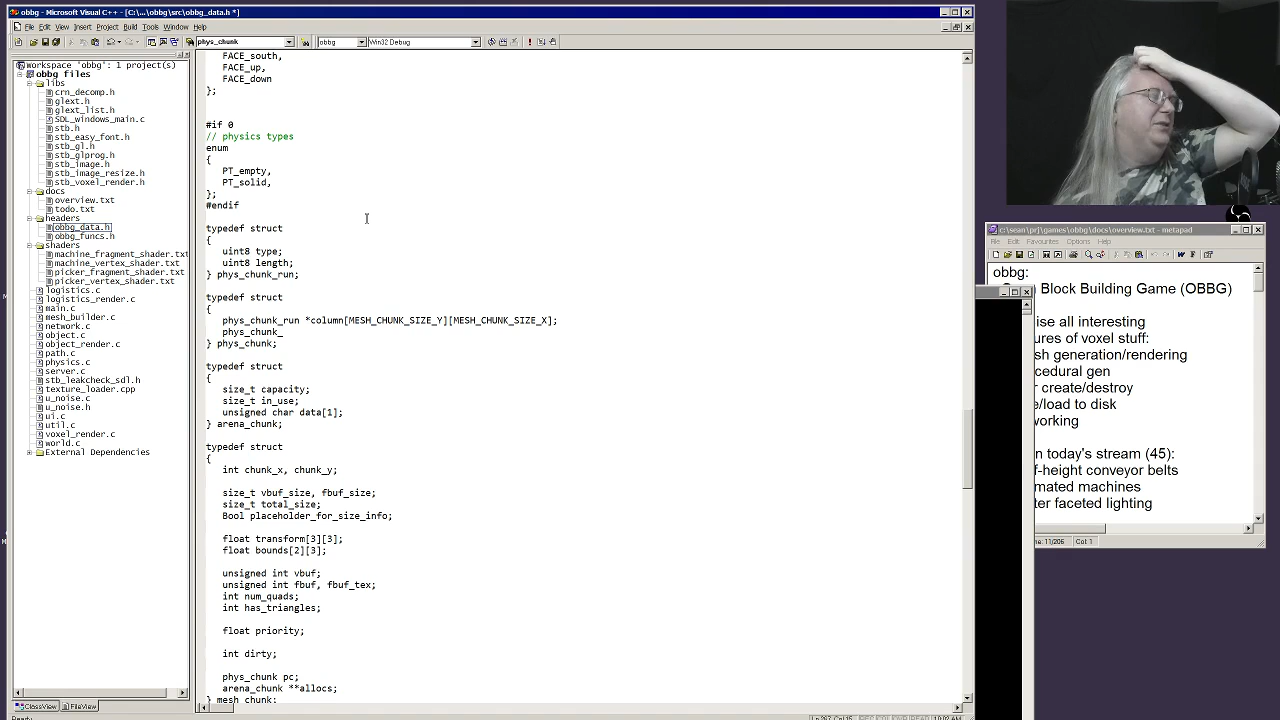 obbg - Microsoft Visual C++ - [C:\...\obbg\src\obbg_data.h *]
File Edit View Insert Project Build Tools Window Help
phys_chunk obbg Win32 Debug
Workspace 'obbg': 1 project(s)
obbg files
libs
crn_decomp.h
glext.h
glext_list.h
SDL_windows_main.c
stb.h
stb_easy_font.h
stb_gl.h
stb_glprog.h
stb_image.h
stb_image_resize.h
stb_voxel_render.h
docs
overview.txt
todo.txt
headers
obbg_data.h
obbg_funcs.h
shaders
machine_fragment_shader.txt
machine_vertex_shader.txt
picker_fragment_shader.txt
picker_vertex_shader.txt
logistics.c
logistics_render.c
main.c
mesh_builder.c
network.c
object.c
object_render.c
path.c
physics.c
server.c
stb_leakcheck_sdl.h
texture_loader.cpp
u_noise.c
u_noise.h
ui.c
util.c
voxel_render.c
world.c
External Dependencies
ClassView FileView
FACE_south,
FACE_up,
FACE_down
};
#if 0
// physics types
enum
{
PT_empty,
PT_solid,
};
#endif
typedef struct
{
uint8 type;
uint8 length;
} phys_chunk_run;
typedef struct
{
phys_chunk_run *column[MESH_CHUNK_SIZE_Y][MESH_CHUNK_SIZE_X];
phys_chunk_
} phys_chunk;
typedef struct
{
size_t capacity;
size_t in_use;
unsigned char data[1];
} arena_chunk;
typedef struct
{
int chunk_x, chunk_y;
size_t vbuf_size, fbuf_size;
size_t total_size;
Bool placeholder_for_size_info;
float transform[3][3];
float bounds[2][3];
unsigned int vbuf;
unsigned int fbuf, fbuf_tex;
int num_quads;
int has_triangles;
float priority;
int dirty;
phys_chunk pc;
arena_chunk **allocs;
} mesh_chunk;
c:\sean\prj\games\obbg\docs\overview.txt - metapad
File Edit Favourites Options Help
obbg:
Block Building Game (OBBG)
ise all interesting
ures of voxel stuff:
sh generation/rendering
cedural gen
r create/destroy
e/load to disk
working
n today's stream (45):
f-height conveyor belts
mated machines
ter faceted lighting
ne: 11/206 Col: 1